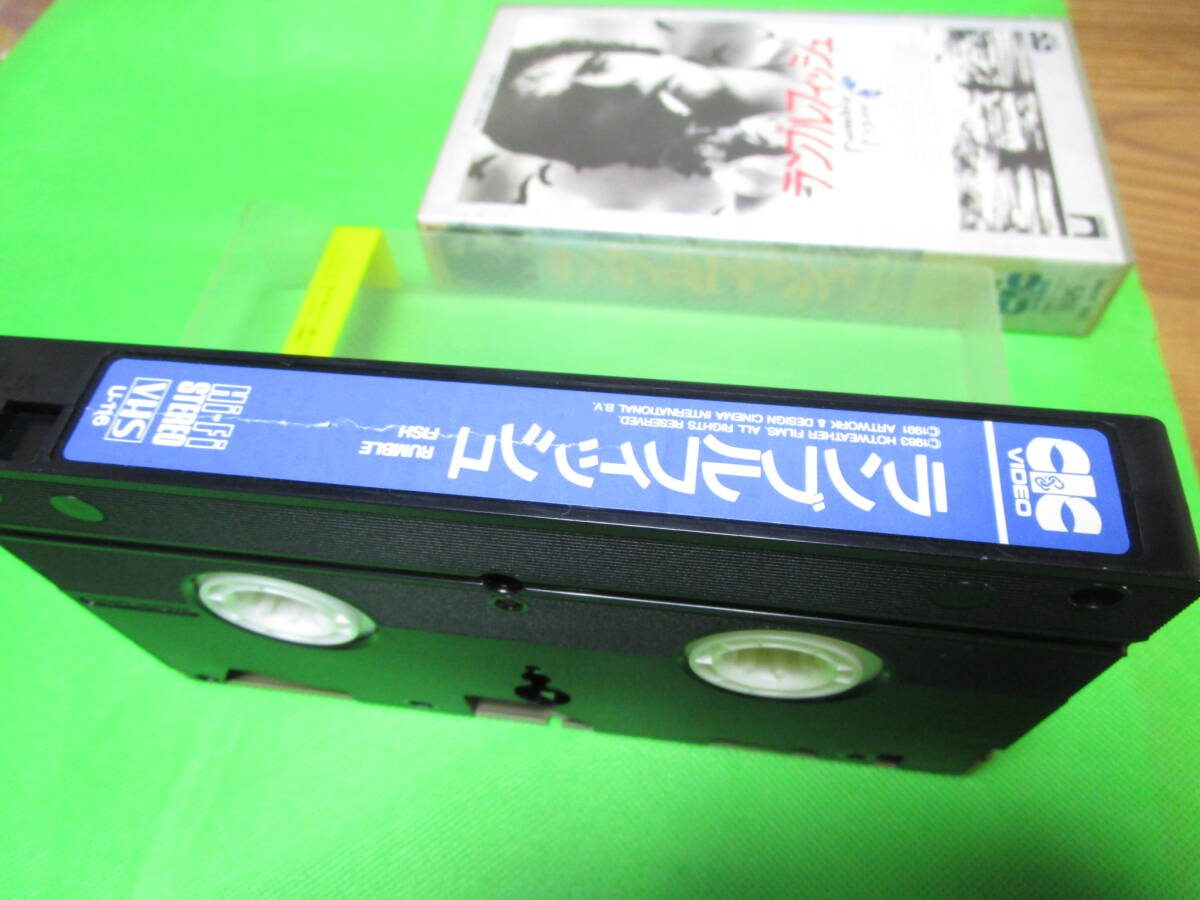 CIC
&
VIDEO
ランブルフィッシュ
RUMBLE
FISH
©1983 HOTWEATHER FILMS. ALL RIGHTS RESERVED.
©1991 ARTWORK & DESIGN CINEMA INTERNATIONAL B.V.
HI-FI
STEREO
VHS
U-116
ランブルフィッシュ